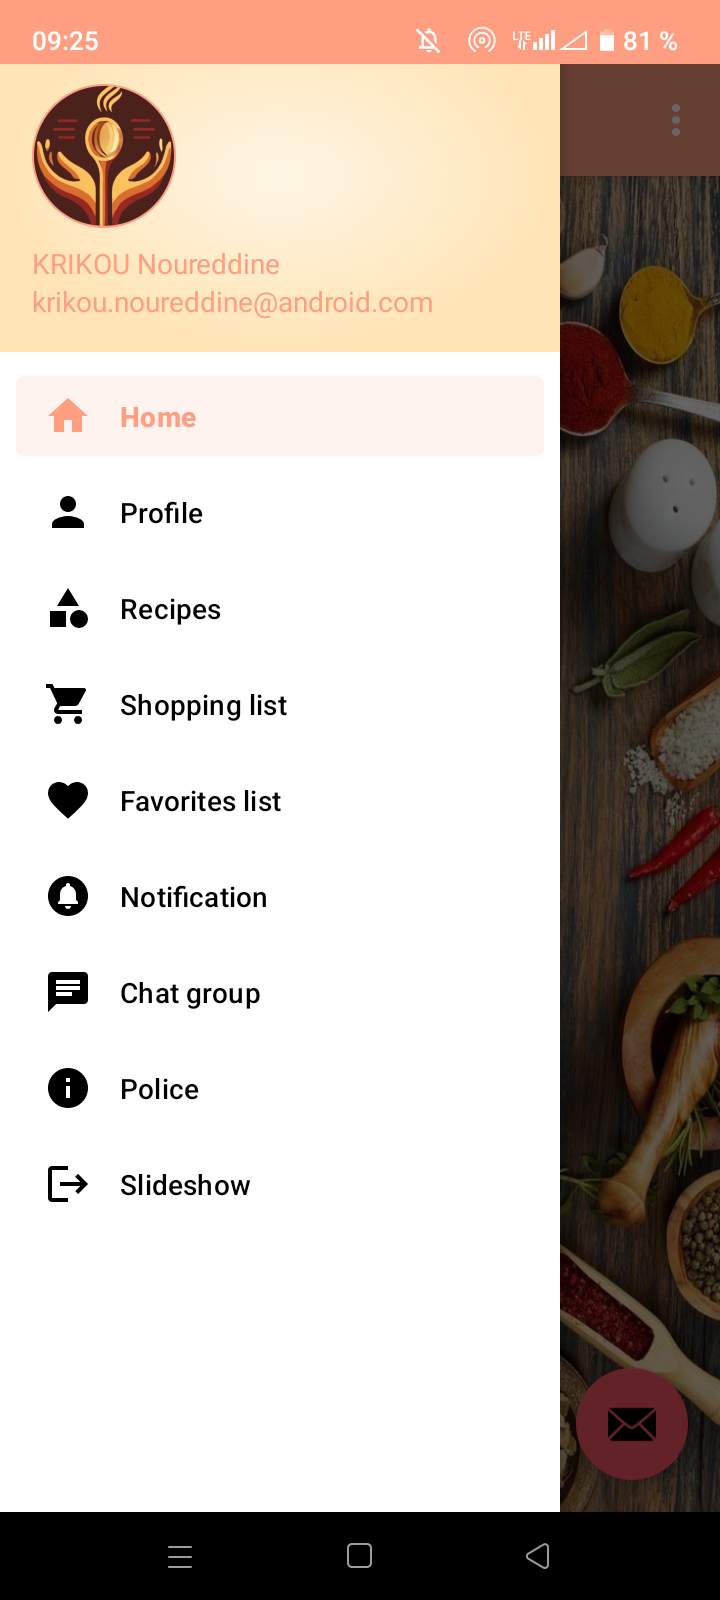 09:25
LTE
81 %
KRIKOU Noureddine
krikou.noureddine@android.com
Home
Profile
Recipes
Shopping list
Favorites list
Notification
Chat group
Police
Slideshow